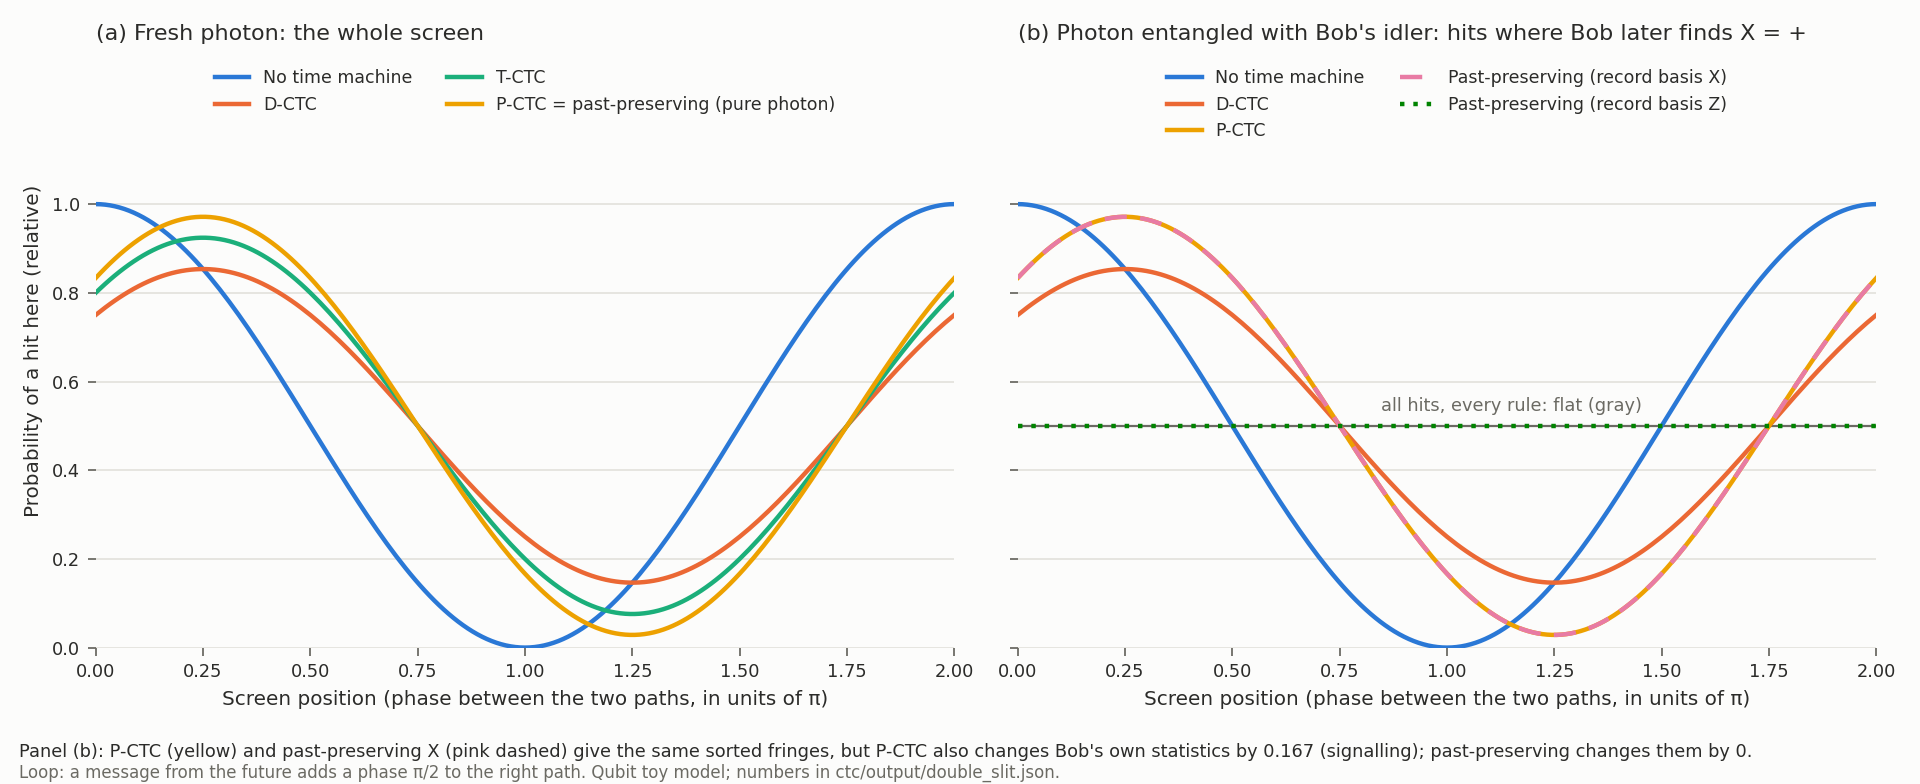 (a) Fresh photon: the whole screen
No time machine
D-CTC
T-CTC
P-CTC = past-preserving (pure photon)
Probability of a hit here (relative)
1.0
0.8
0.6
0.4
0.2
0.0
0.00 0.25 0.50 0.75 1.00 1.25 1.50 1.75 2.00
Screen position (phase between the two paths, in units of π)
(b) Photon entangled with Bob's idler: hits where Bob later finds X = +
No time machine
D-CTC
P-CTC
Past-preserving (record basis X)
Past-preserving (record basis Z)
all hits, every rule: flat (gray)
0.00 0.25 0.50 0.75 1.00 1.25 1.50 1.75 2.00
Screen position (phase between the two paths, in units of π)
Panel (b): P-CTC (yellow) and past-preserving X (pink dashed) give the same sorted fringes, but P-CTC also changes Bob's own statistics by 0.167 (signalling); past-preserving changes them by 0.
Loop: a message from the future adds a phase π/2 to the right path. Qubit toy model; numbers in ctc/output/double_slit.json.